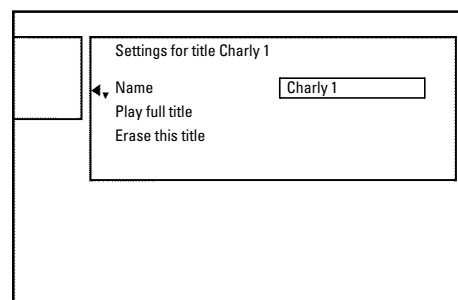 Settings for title Charly 1
Name Charly 1
Play full title
Erase this title